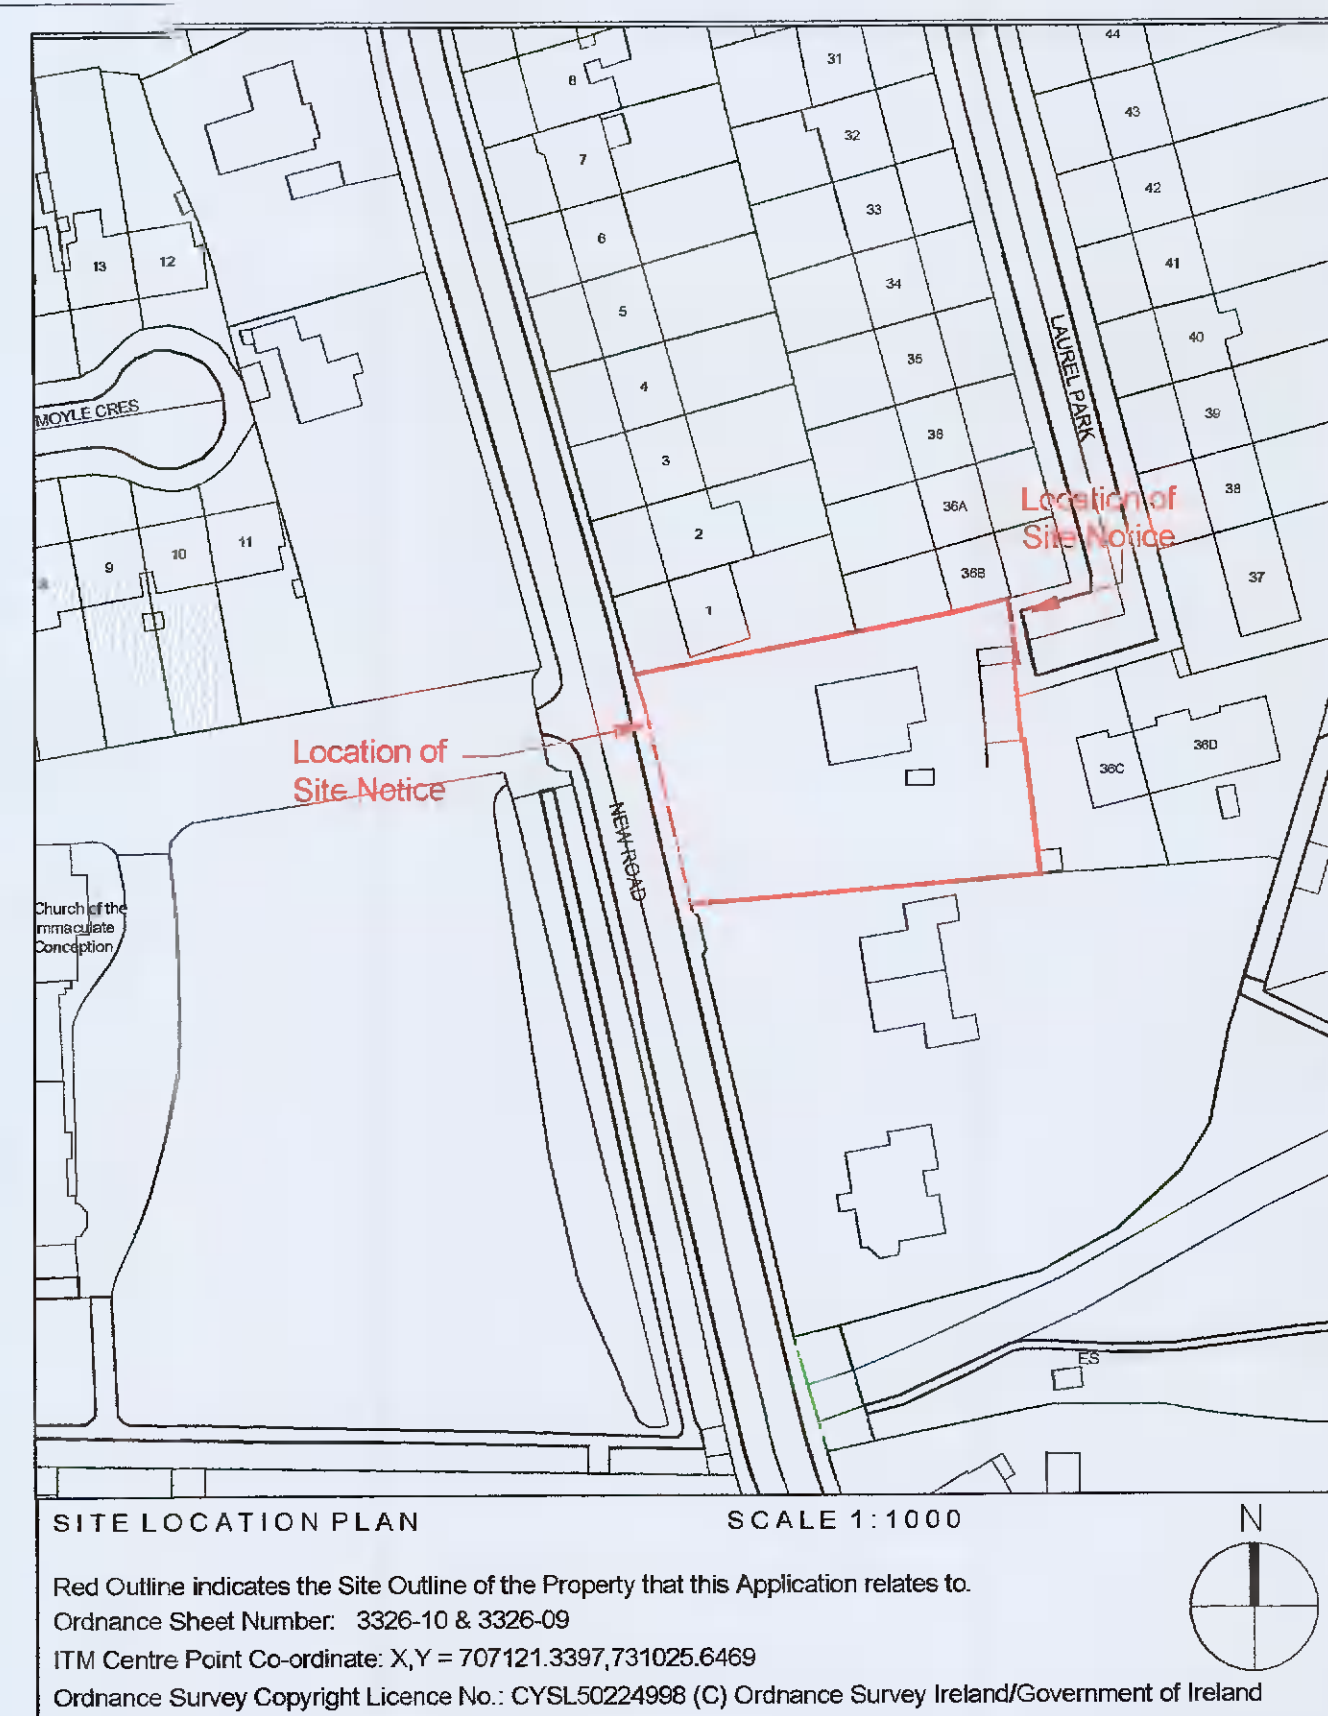 44
31
8
43
32
7
42
33
6
41
13
12
34
5
40
LAUREL PARK
35
4
39
MOYLE CRES
36
3
38
Location of
Site Notice
36A
2
11
10
9
8
37
36B
1
Location of
Site Notice
36D
36C
NEW ROAD
Church of the
mmaculate
Conception
ES
SITE LOCATION PLAN
SCALE 1:1000
N
Red Outline indicates the Site Outline of the Property that this Application relates to.
Ordnance Sheet Number: 3326-10 & 3326-09
ITM Centre Point Co-ordinate: X,Y = 707121.3397,731025.6469
Ordnance Survey Copyright Licence No.: CYSL50224998 (C) Ordnance Survey Ireland/Government of Ireland